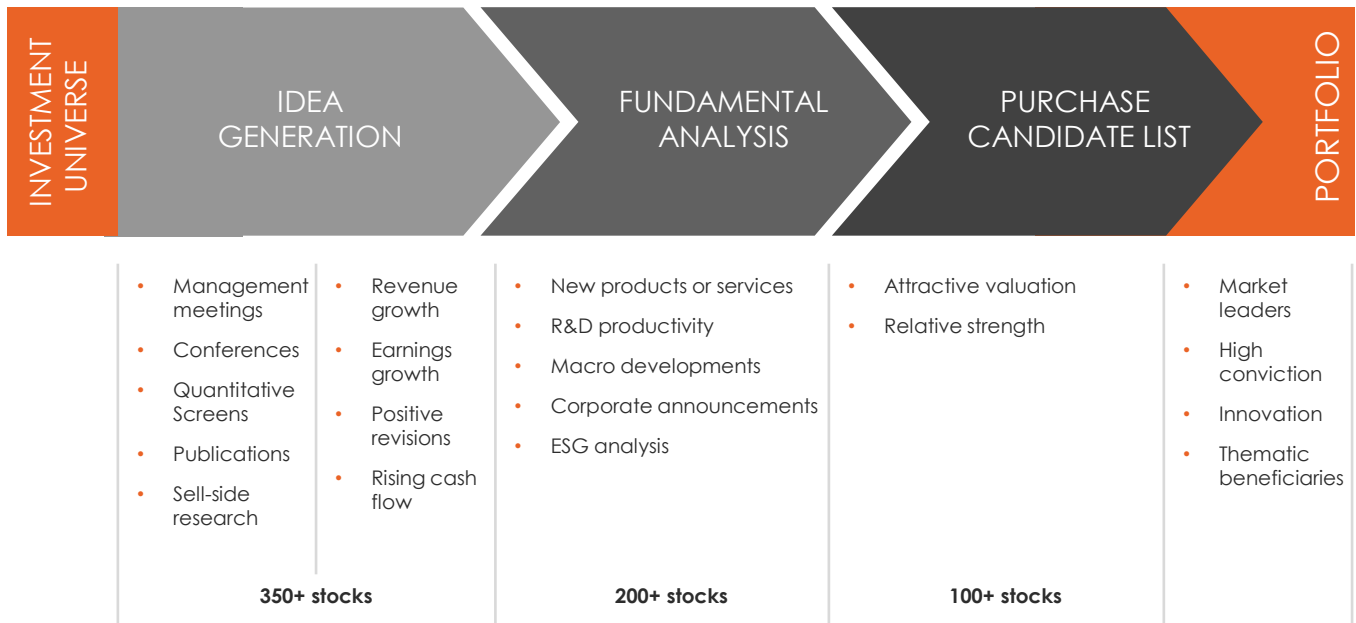 INVESTMENT
UNIVERSE
IDEA
GENERATION
FUNDAMENTAL
ANALYSIS
PURCHASE
CANDIDATE LIST
PORTFOLIO
• Management
meetings
• Conferences
• Quantitative
Screens
• Publications
• Sell-side
research
• Revenue
growth
• Earnings
growth
• Positive
revisions
• Rising cash
flow
350+ stocks
• New products or services
• R&D productivity
• Macro developments
• Corporate announcements
• ESG analysis
200+ stocks
• Attractive valuation
• Relative strength
100+ stocks
• Market
leaders
• High
conviction
• Innovation
• Thematic
beneficiaries